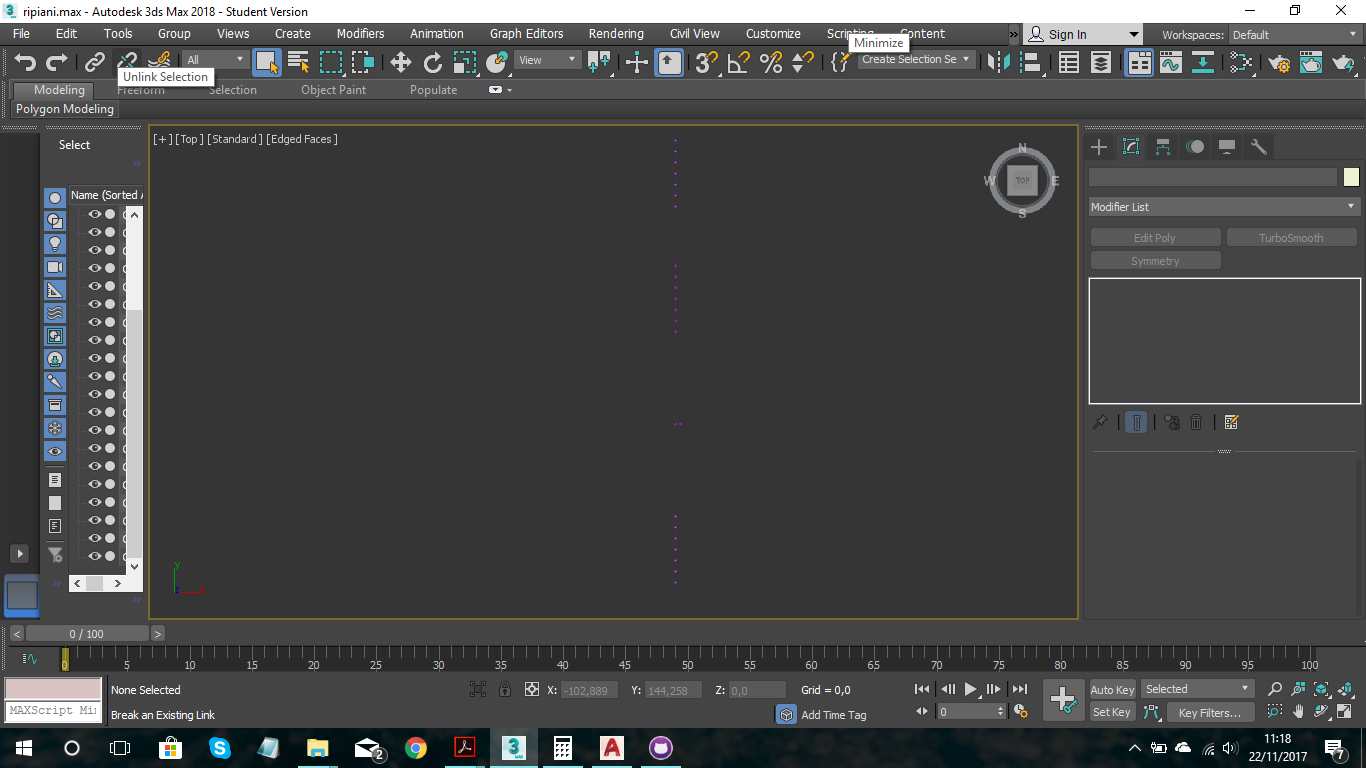 ripiani.max - Autodesk 3ds Max 2018 - Student Version
File Edit Tools Group Views Create Modifiers Animation Graph Editors Rendering Civil View Customize Scripting Content » Sign In Workspaces: Default
Minimize
All View Create Selection Se
Unlink Selection
Modeling Freeform Selection Object Paint Populate
Polygon Modeling
Select
[+] [Top ] [Standard ] [Edged Faces ]
N
W TOP E
S
Name (Sorted A
Modifier List
Edit Poly TurboSmooth
Symmetry
y
x
z
< 0 / 100 >
0 5 10 15 20 25 30 35 40 45 50 55 60 65 70 75 80 85 90 95 100
None Selected X: -102,889 Y: 144,258 Z: 0,0 Grid = 0,0 Auto Key Selected
MAXScript Mi
Break an Existing Link Add Time Tag 0 Set Key Key Filters...
2
11:18
22/11/2017
7